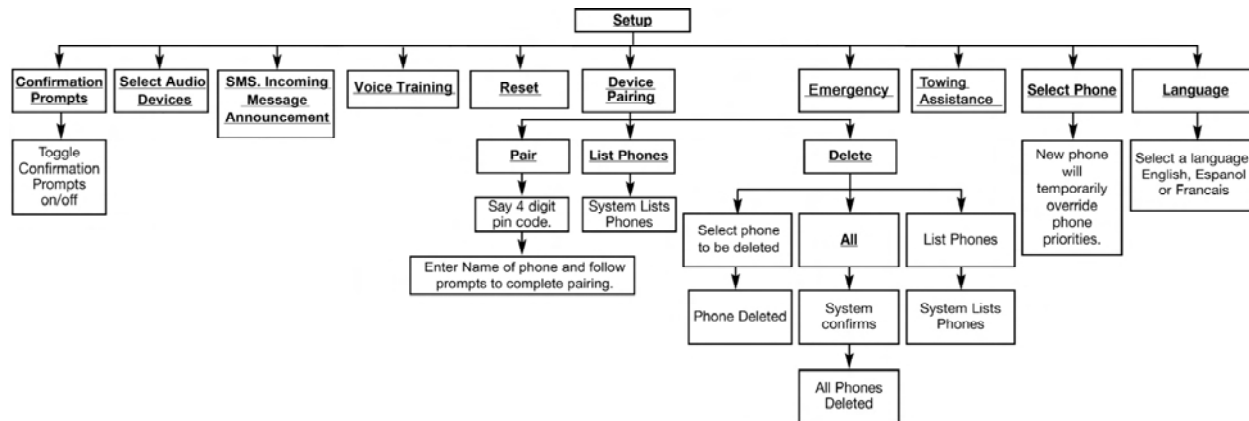 Setup
Confirmation
Prompts
Select Audio
Devices
SMS. Incoming
Message
Announcement
Voice Training
Reset
Device
Pairing
Emergency
Towing
Assistance
Select Phone
Language
Toggle
Confirmation
Prompts
on/off
Pair
List Phones
Delete
New phone
will
temporarily
override
phone
priorities.
Select a language
English, Espanol
or Francais
Say 4 digit
pin code.
System Lists
Phones
Select phone
to be deleted
All
List Phones
Enter Name of phone and follow
prompts to complete pairing.
Phone Deleted
System
confirms
System Lists
Phones
All Phones
Deleted